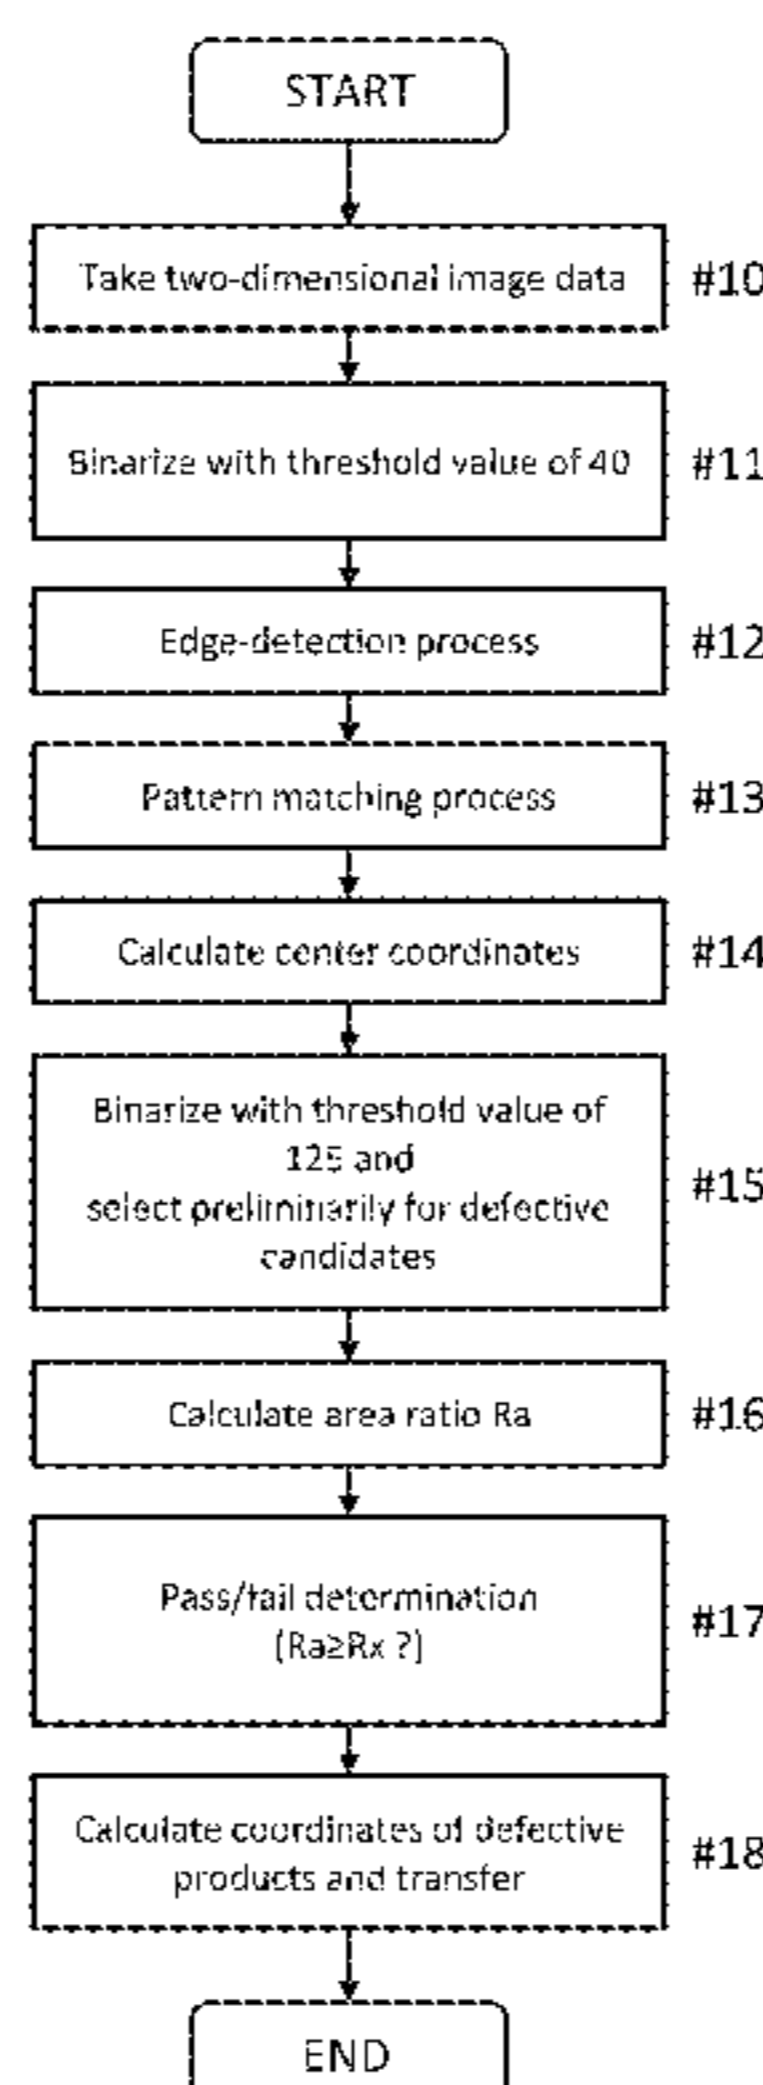 START
Take two-dimensional image data #10
Binarize with threshold value of 40 #11
Edge-detection process #12
Pattern matching process #13
Calculate center coordinates #14
Binarize with threshold value of
125 and
select preliminarily for defective
candidates
#15
Calculate area ratio Ra #16
Pass/fail determination
(Ra≥Rx ?)
#17
Calculate coordinates of defective
products and transfer
#18
END